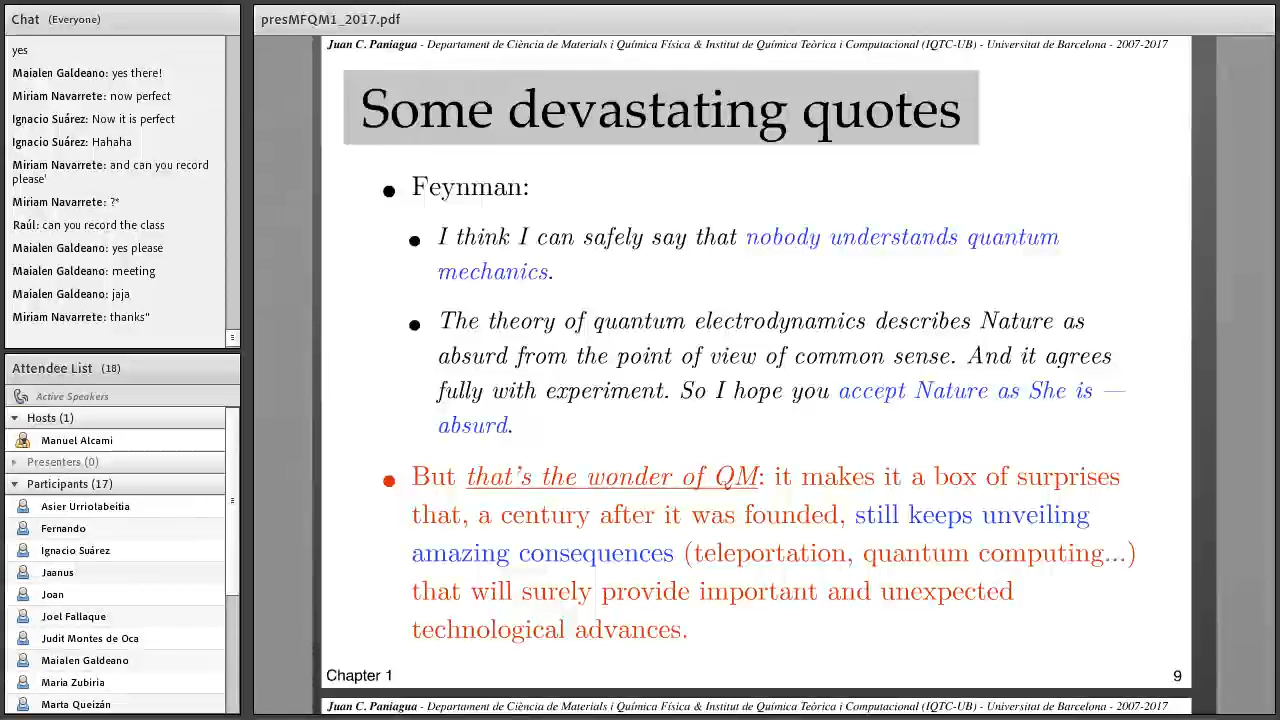 Chat (Everyone)
yes
Maialen Galdeano: yes there!
Miriam Navarrete: now perfect
Ignacio Suárez: Now it is perfect
Ignacio Suárez: Hahaha
Miriam Navarrete: and can you record
please'
Miriam Navarrete: ?*
Raúl: can you record the class
Maialen Galdeano: yes please
Maialen Galdeano: meeting
Maialen Galdeano: jaja
Miriam Navarrete: thanks"
Attendee List (18)
Active Speakers
Hosts (1)
Manuel Alcami
Presenters (0)
Participants (17)
Asier Urriolabeitia
Fernando
Ignacio Suárez
Jaanus
Joan
Joel Fallaque
Judit Montes de Oca
Maialen Galdeano
Maria Zubiria
Marta Queizán
presMFQM1_2017.pdf
Juan C. Paniagua - Departament de Ciència de Materials i Química Física & Institut de Química Teòrica i Computacional (IQTC-UB) - Universitat de Barcelona - 2007-2017
Some devastating quotes
• Feynman:
• I think I can safely say that nobody understands quantum
mechanics.
• The theory of quantum electrodynamics describes Nature as
absurd from the point of view of common sense. And it agrees
fully with experiment. So I hope you accept Nature as She is —
absurd.
• But that's the wonder of QM: it makes it a box of surprises
that, a century after it was founded, still keeps unveiling
amazing consequences (teleportation, quantum computing...)
that will surely provide important and unexpected
technological advances.
Chapter 1
9
Juan C. Paniagua - Departament de Ciència de Materials i Química Física & Institut de Química Teòrica i Computacional (IQTC-UB) - Universitat de Barcelona - 2007-2017